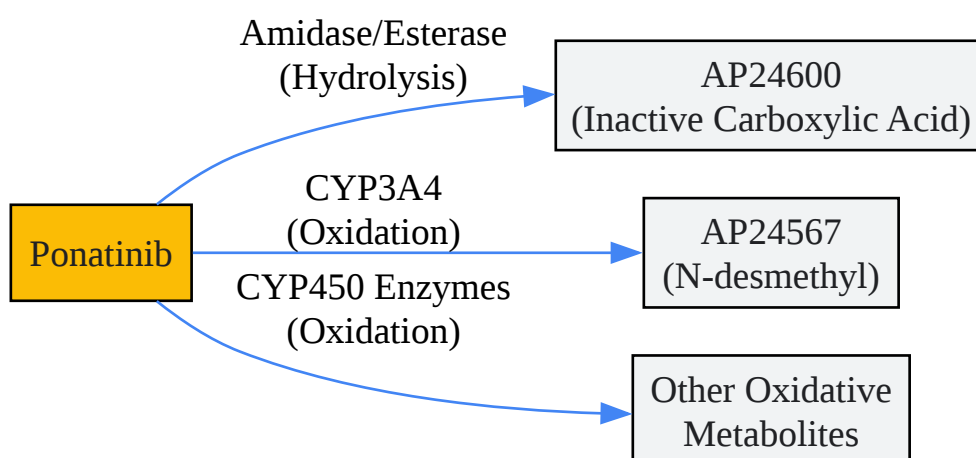 Amidase/Esterase
(Hydrolysis)
AP24600
(Inactive Carboxylic Acid)
CYP3A4
(Oxidation)
AP24567
(N-desmethyl)
Ponatinib
CYP450 Enzymes
(Oxidation)
Other Oxidative
Metabolites